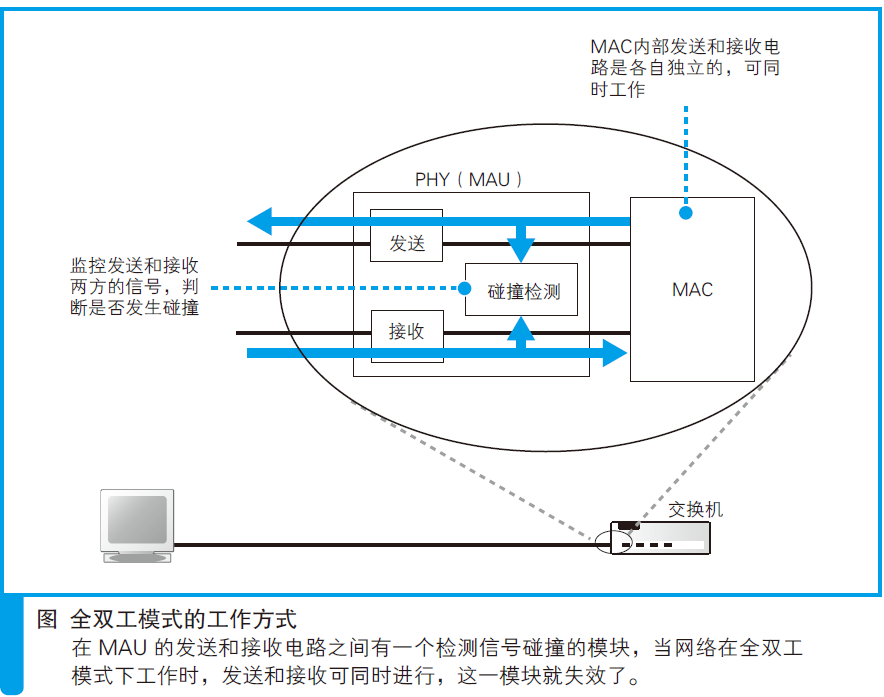 MAC内部发送和接收电
路是各自独立的，可同
时工作
PHY（MAU）
发送
监控发送和接收
两方的信号，判
断是否发生碰撞
碰撞检测
MAC
接收
交换机
图 全双工模式的工作方式
在 MAU 的发送和接收电路之间有一个检测信号碰撞的模块，当网络在全双工
模式下工作时，发送和接收可同时进行，这一模块就失效了。